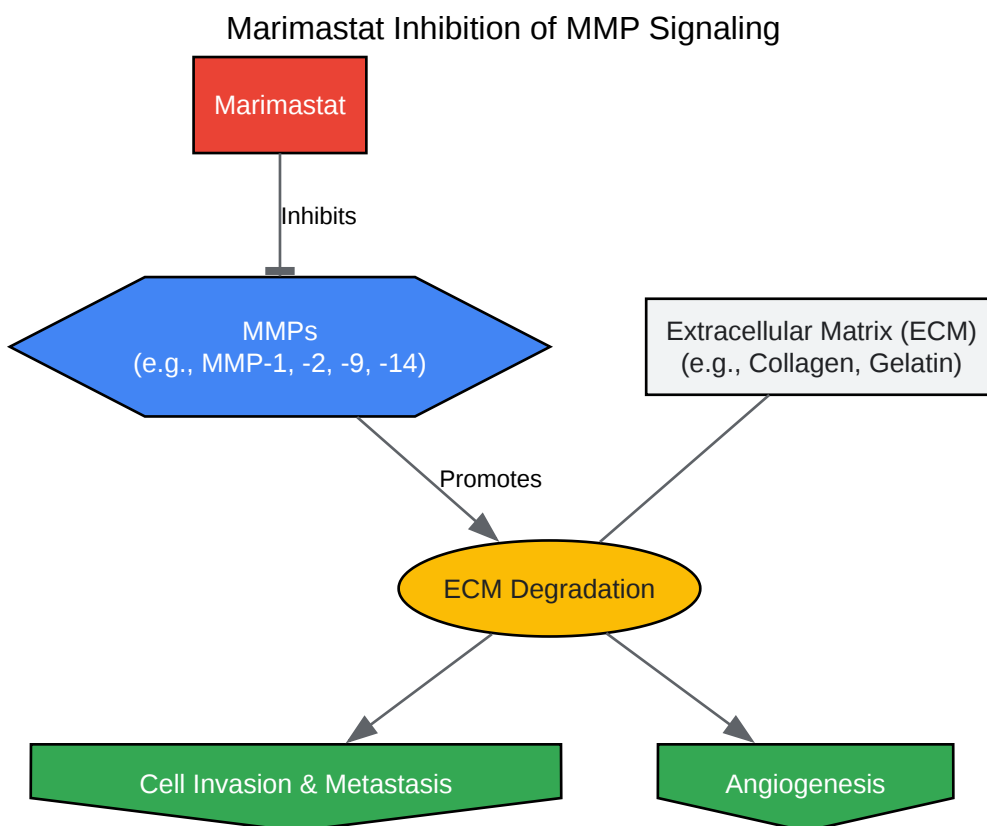 Marimastat Inhibition of MMP Signaling
Marimastat
Inhibits
MMPs
(e.g., MMP-1, -2, -9, -14)
Extracellular Matrix (ECM)
(e.g., Collagen, Gelatin)
Promotes
ECM Degradation
Cell Invasion & Metastasis
Angiogenesis